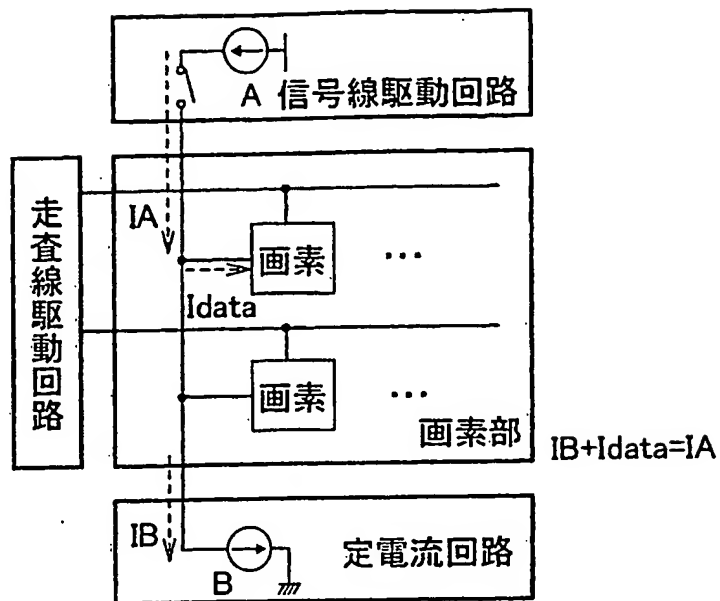 A 信号線駆動回路
走査線駆動回路
IA
画素
...
Idata
画素
...
画素部
IB+Idata=IA
IB
B
定電流回路